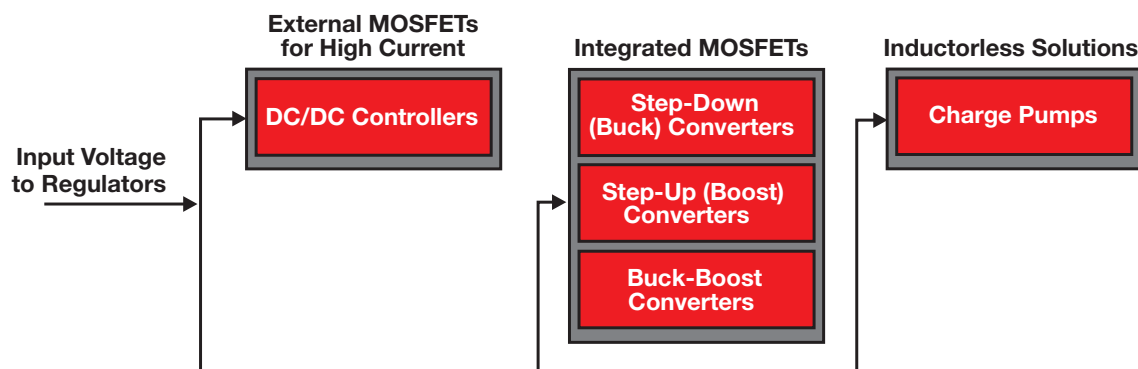 External MOSFETs
for High Current
DC/DC Controllers
Input Voltage
to Regulators
Integrated MOSFETs
Step-Down
(Buck) Converters
Step-Up (Boost)
Converters
Buck-Boost
Converters
Inductorless Solutions
Charge Pumps